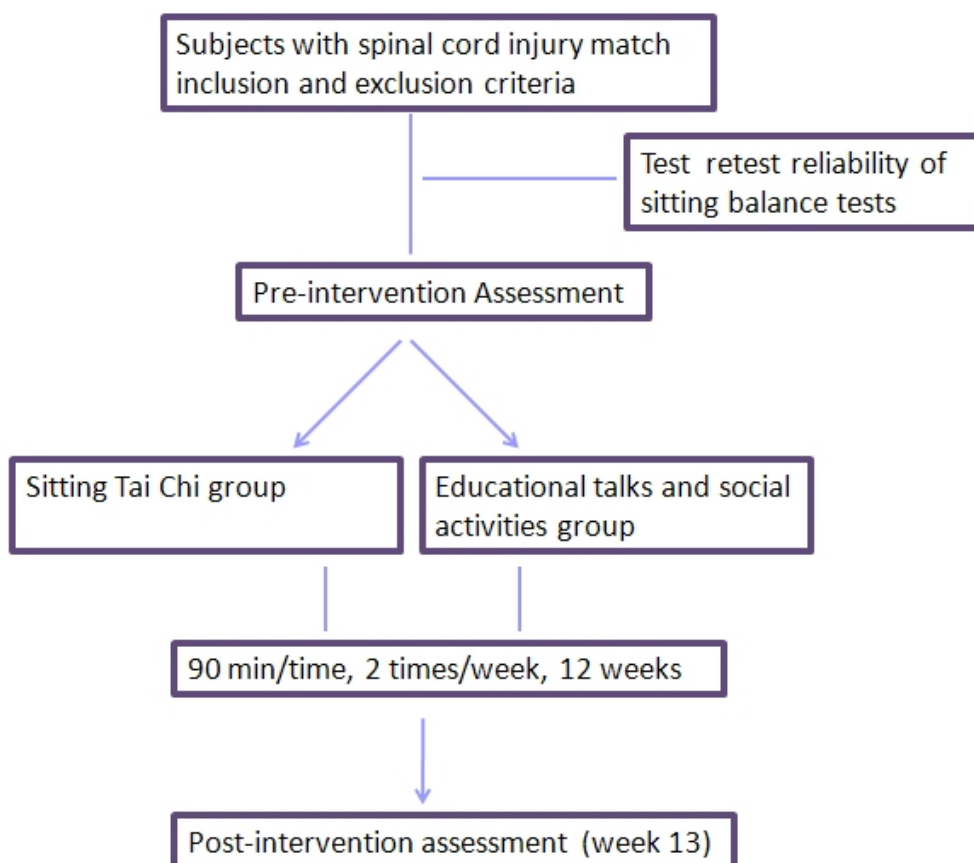 Subjects with spinal cord injury match
inclusion and exclusion criteria
Test retest reliability of
sitting balance tests
Pre-intervention Assessment
Sitting Tai Chi group
Educational talks and social
activities group
90 min/time, 2 times/week, 12 weeks
Post-intervention assessment (week 13)